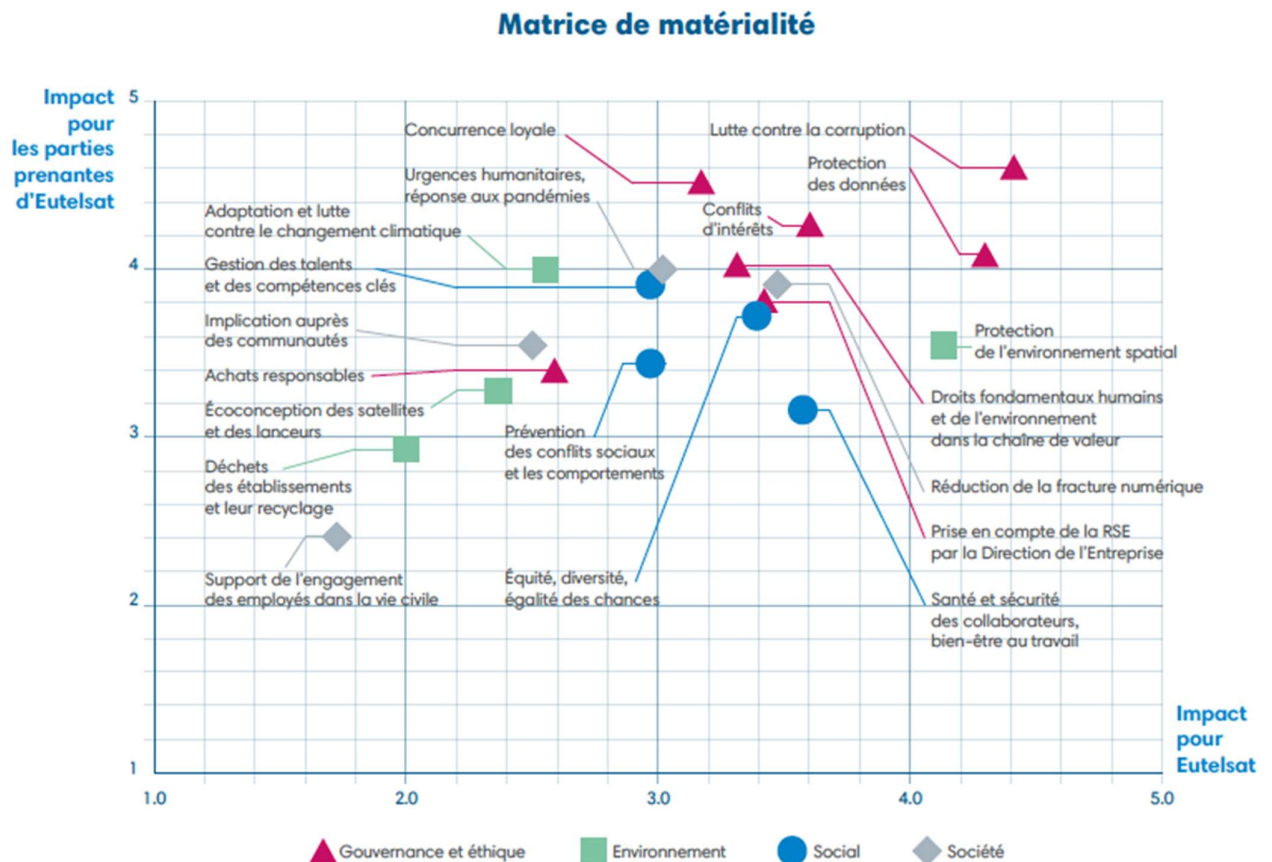 Matrice de matérialité
Impact
pour
les parties
prenantes
d'Eutelsat
5
4
3
2
1
Concurrence loyale
Lutte contre la corruption
Urgences humanitaires,
réponse aux pandémies
Protection
des données
Adaptation et lutte
contre le changement climatique
Conflits
d'intérêts
Gestion des talents
et des compétences clés
Implication auprès
des communautés
Protection
de l'environnement spatial
Achats responsables
Écoconception des satellites
et des lanceurs
Droits fondamentaux humains
et de l'environnement
dans la chaîne de valeur
Prévention
des conflits sociaux
et les comportements
Déchets
des établissements
et leur recyclage
Réduction de la fracture numérique
Prise en compte de la RSE
par la Direction de l'Entreprise
Support de l'engagement
des employés dans la vie civile
Équité, diversité,
égalité des chances
Santé et sécurité
des collaborateurs,
bien-être au travail
Impact
pour
Eutelsat
1.0 2.0 3.0 4.0 5.0
Gouvernance et éthique Environnement Social Société